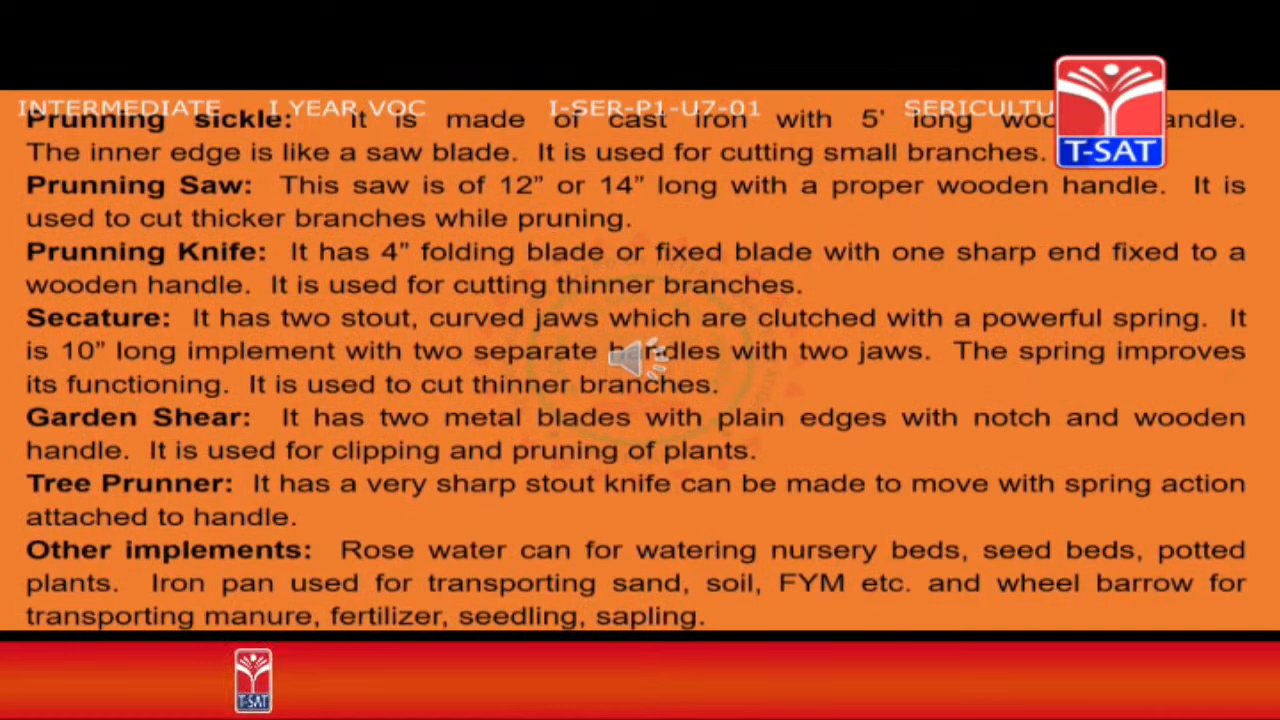 INTERMEDIATE I YEAR VOC I-SER-P1-U7-01
T-SAT
Prunning sickle: It is made of cast iron with 5' long
The inner edge is like a saw blade. It is used for cutting small branches.
Prunning Saw: This saw is of 12” or 14” long with a proper wooden handle. It is
used to cut thicker branches while pruning.
Prunning Knife: It has 4” folding blade or fixed blade with one sharp end fixed to a
wooden handle. It is used for cutting thinner branches.
Secature: It has two stout, curved jaws which are clutched with a powerful spring. It
is 10” long implement with two separate handles with two jaws. The spring improves
its functioning. It is used to cut thinner branches.
Garden Shear: It has two metal blades with plain edges with notch and wooden
handle. It is used for clipping and pruning of plants.
Tree Prunner: It has a very sharp stout knife can be made to move with spring action
attached to handle.
Other implements: Rose water can for watering nursery beds, seed beds, potted
plants. Iron pan used for transporting sand, soil, FYM etc. and wheel barrow for
transporting manure, fertilizer, seedling, sapling.
T-SAT